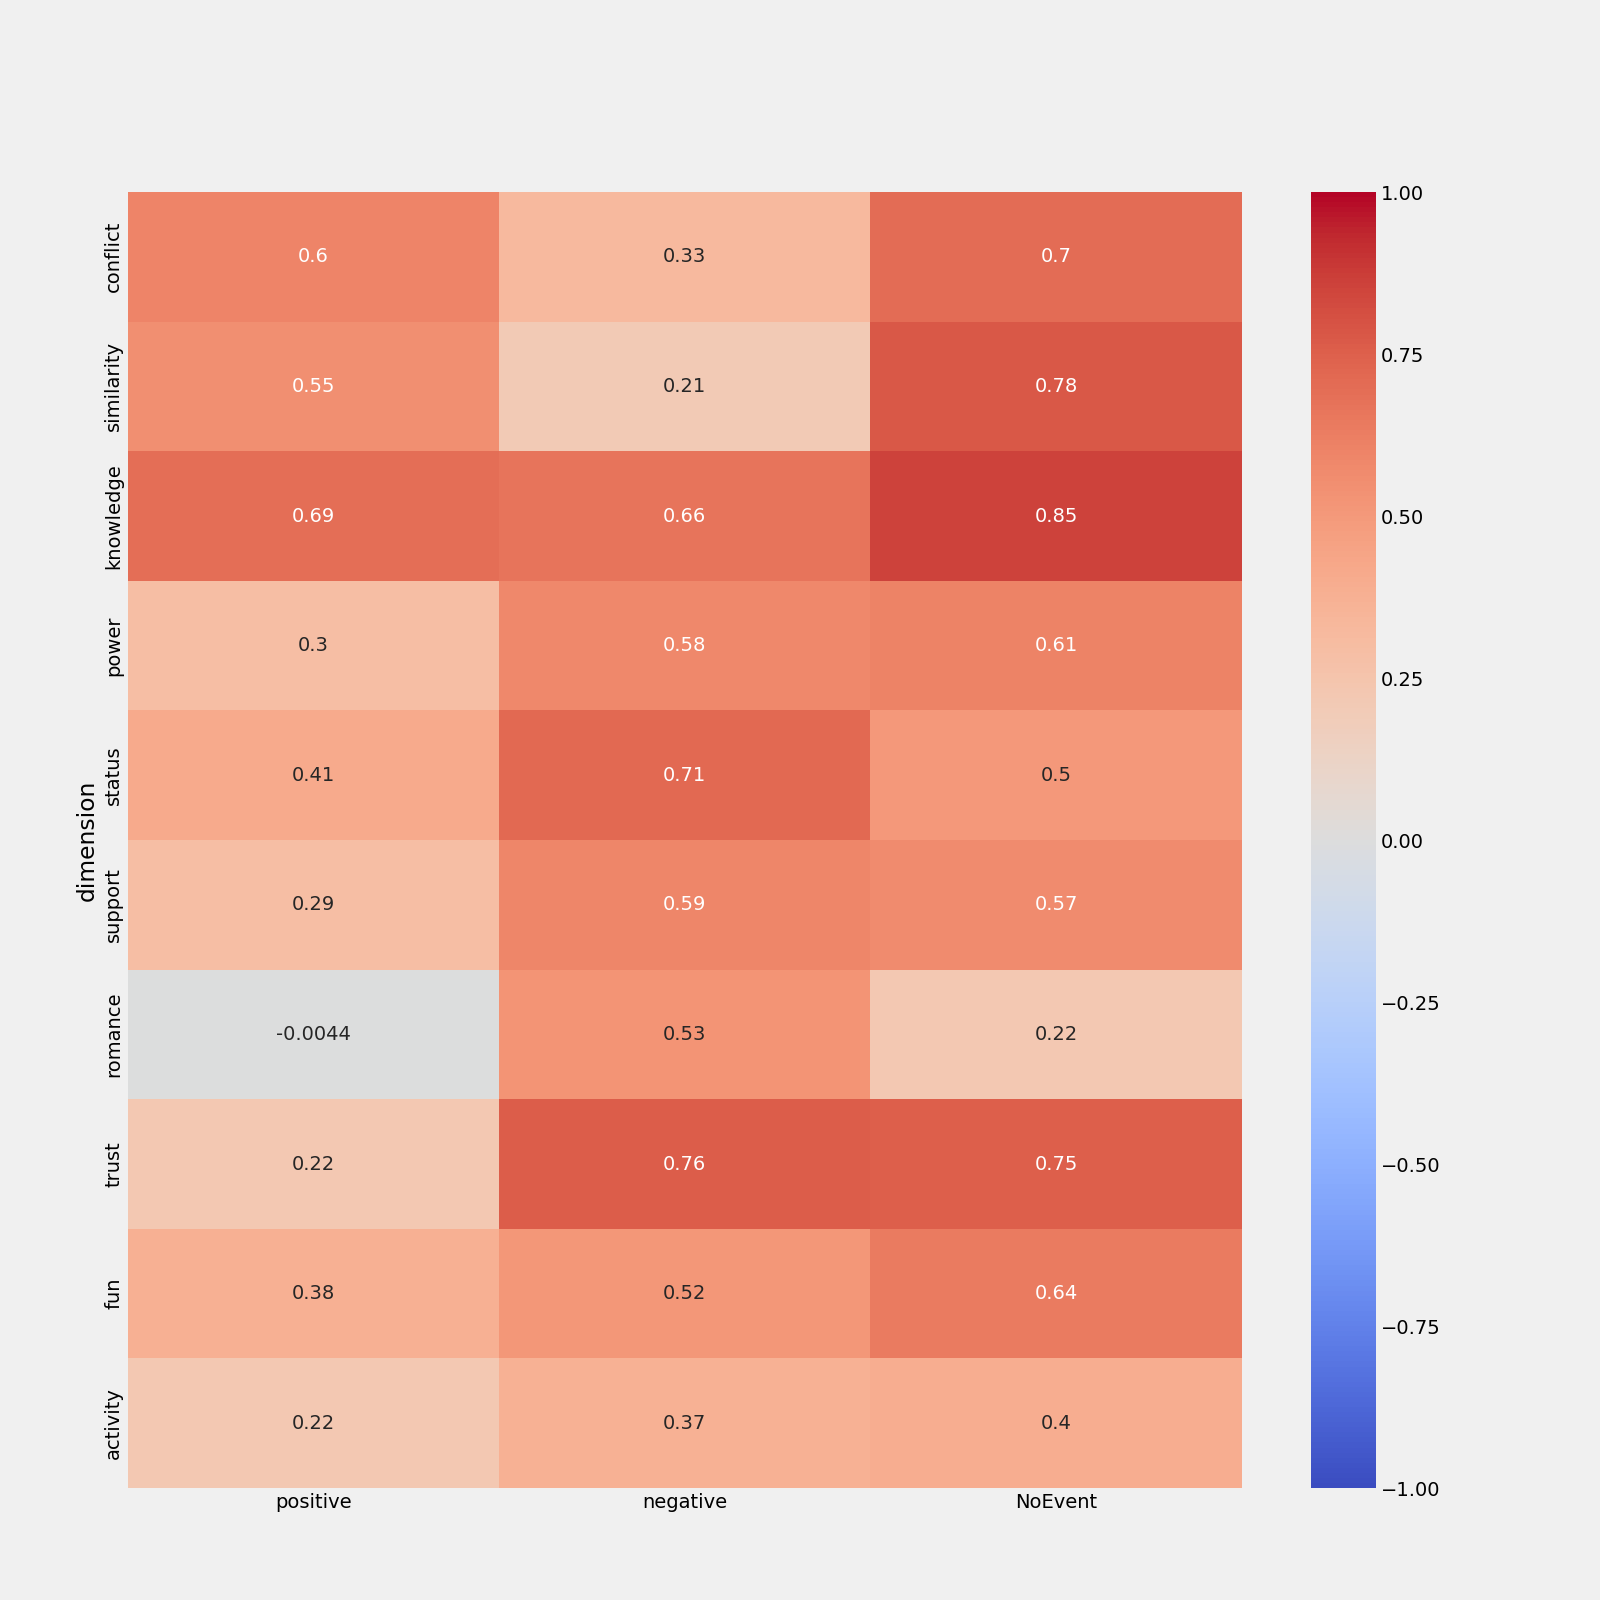 dimension
conflict 0.6 0.33 0.7
similarity 0.55 0.21 0.78
knowledge 0.69 0.66 0.85
power 0.3 0.58 0.61
status 0.41 0.71 0.5
support 0.29 0.59 0.57
romance -0.0044 0.53 0.22
trust 0.22 0.76 0.75
fun 0.38 0.52 0.64
activity 0.22 0.37 0.4
positive negative NoEvent
1.00
0.75
0.50
0.25
0.00
−0.25
−0.50
−0.75
−1.00